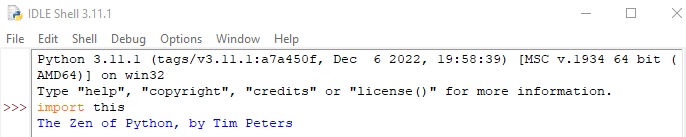 IDLE Shell 3.11.1
File Edit Shell Debug Options Window Help
Python 3.11.1 (tags/v3.11.1:a7a450f, Dec  6 2022, 19:58:39) [MSC v.1934 64 bit (
AMD64)] on win32
Type "help", "copyright", "credits" or "license()" for more information.
>>> import this
The Zen of Python, by Tim Peters